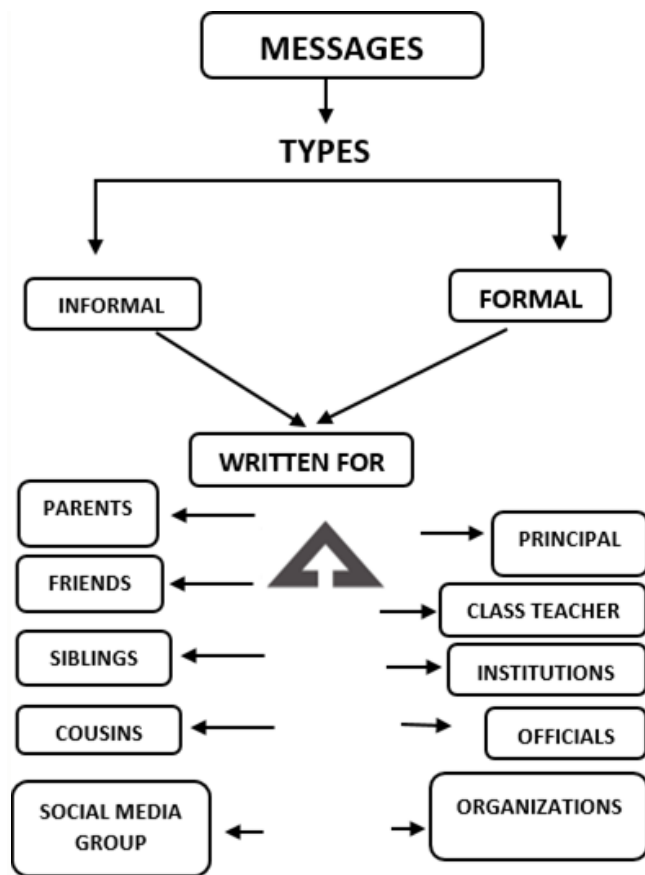 MESSAGES
TYPES
INFORMAL
FORMAL
WRITTEN FOR
PARENTS
PRINCIPAL
FRIENDS
CLASS TEACHER
SIBLINGS
INSTITUTIONS
COUSINS
OFFICIALS
SOCIAL MEDIA
GROUP
ORGANIZATIONS